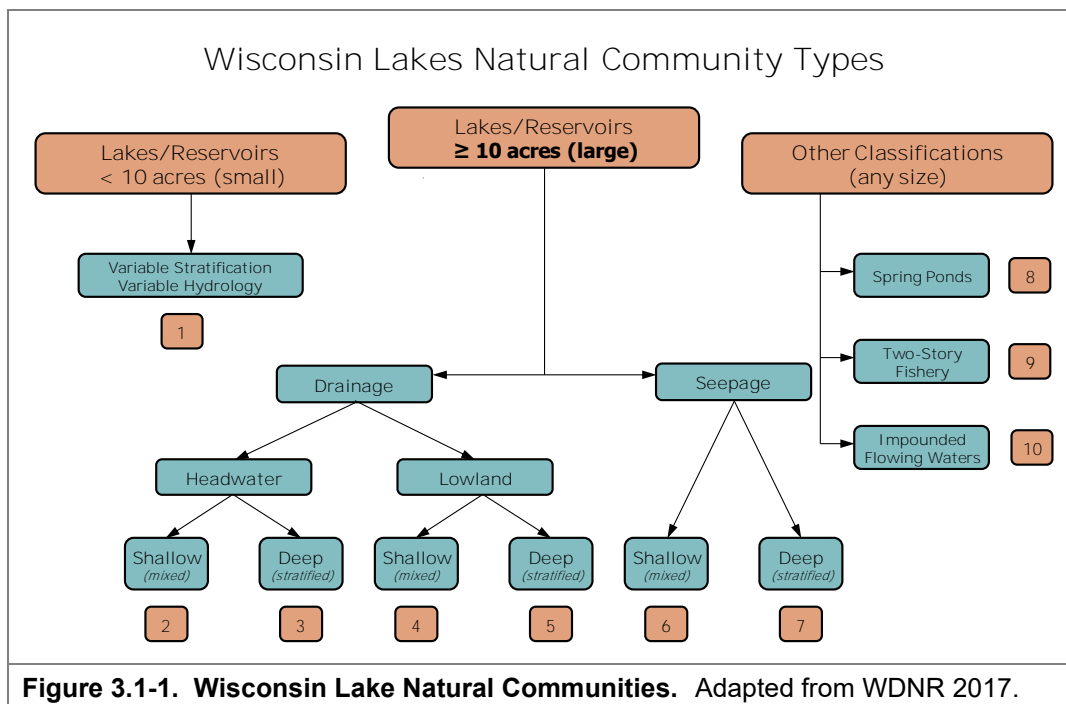 Wisconsin Lakes Natural Community Types
Lakes/Reservoirs
< 10 acres (small)
Lakes/Reservoirs
≥ 10 acres (large)
Other Classifications
(any size)
Variable Stratification
Variable Hydrology
1
Spring Ponds
8
Two-Story
Fishery
9
Impounded
Flowing Waters
10
Drainage
Seepage
Headwater
Lowland
Shallow
(mixed)
Deep
(stratified)
Shallow
(mixed)
Deep
(stratified)
Shallow
(mixed)
Deep
(stratified)
2
3
4
5
6
7
Figure 3.1-1. Wisconsin Lake Natural Communities. Adapted from WDNR 2017.